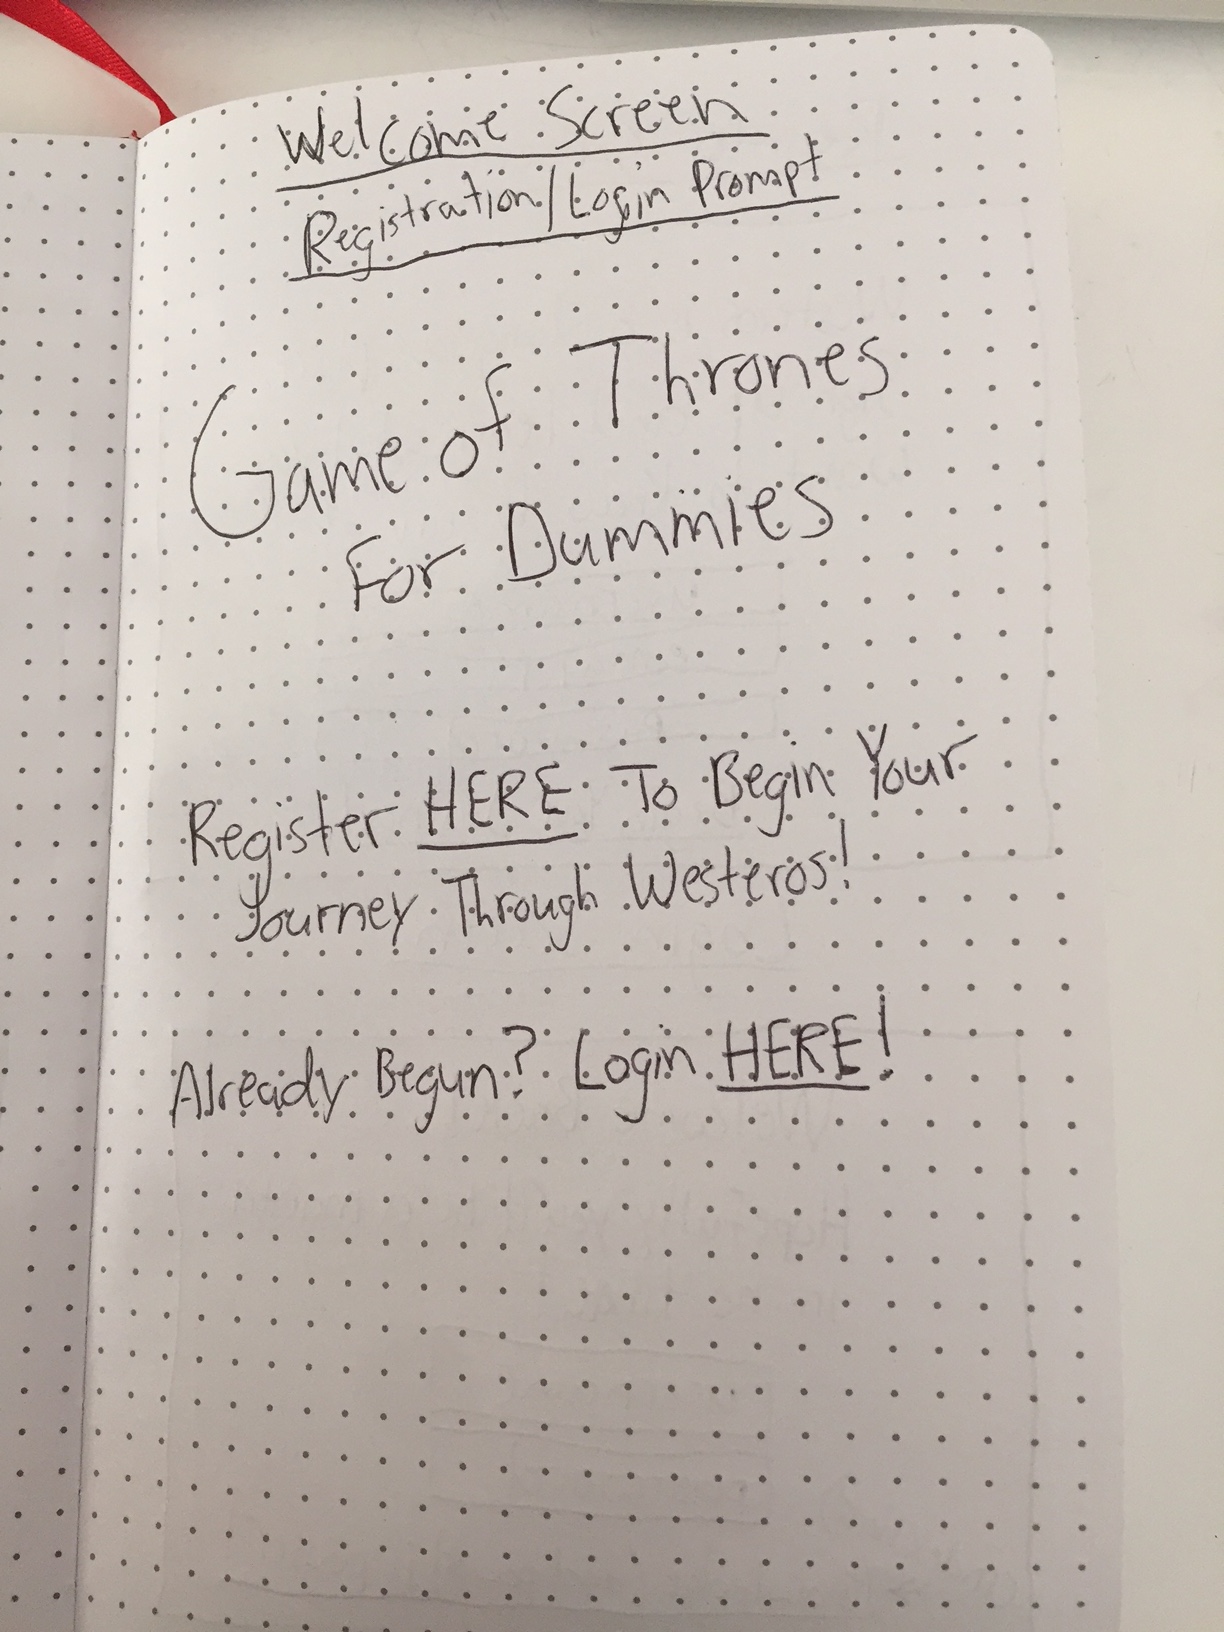 Welcome Screen
Registration/Login Prompt
Game of Thrones
For Dummies
Register HERE To Begin Your
Journey Through Westeros!
Already Begun? Login HERE!